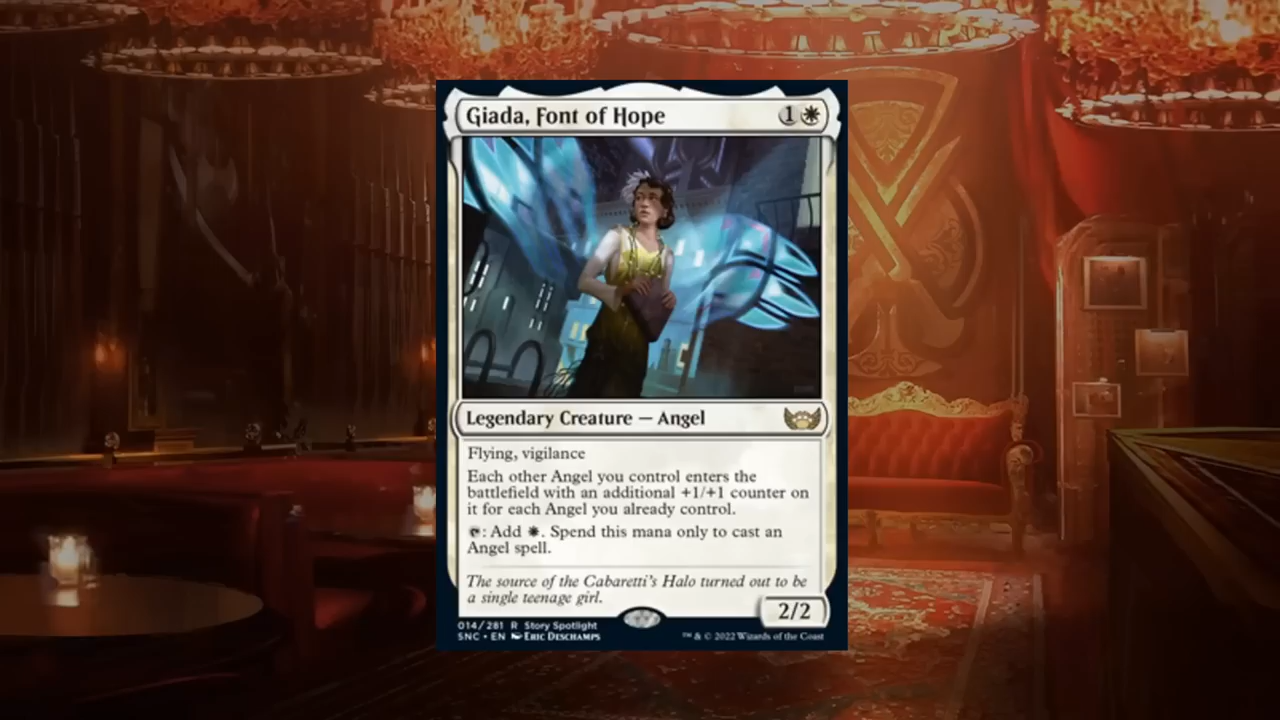 Giada, Font of Hope 1
Legendary Creature — Angel
Flying, vigilance
Each other Angel you control enters the
battlefield with an additional +1/+1 counter on
it for each Angel you already control.
: Add . Spend this mana only to cast an
Angel spell.
The source of the Cabaretti's Halo turned out to be
a single teenage girl.
2/2
014/281 R Story Spotlight
SNC • EN Eric Deschamps
™ & © 2022 Wizards of the Coast